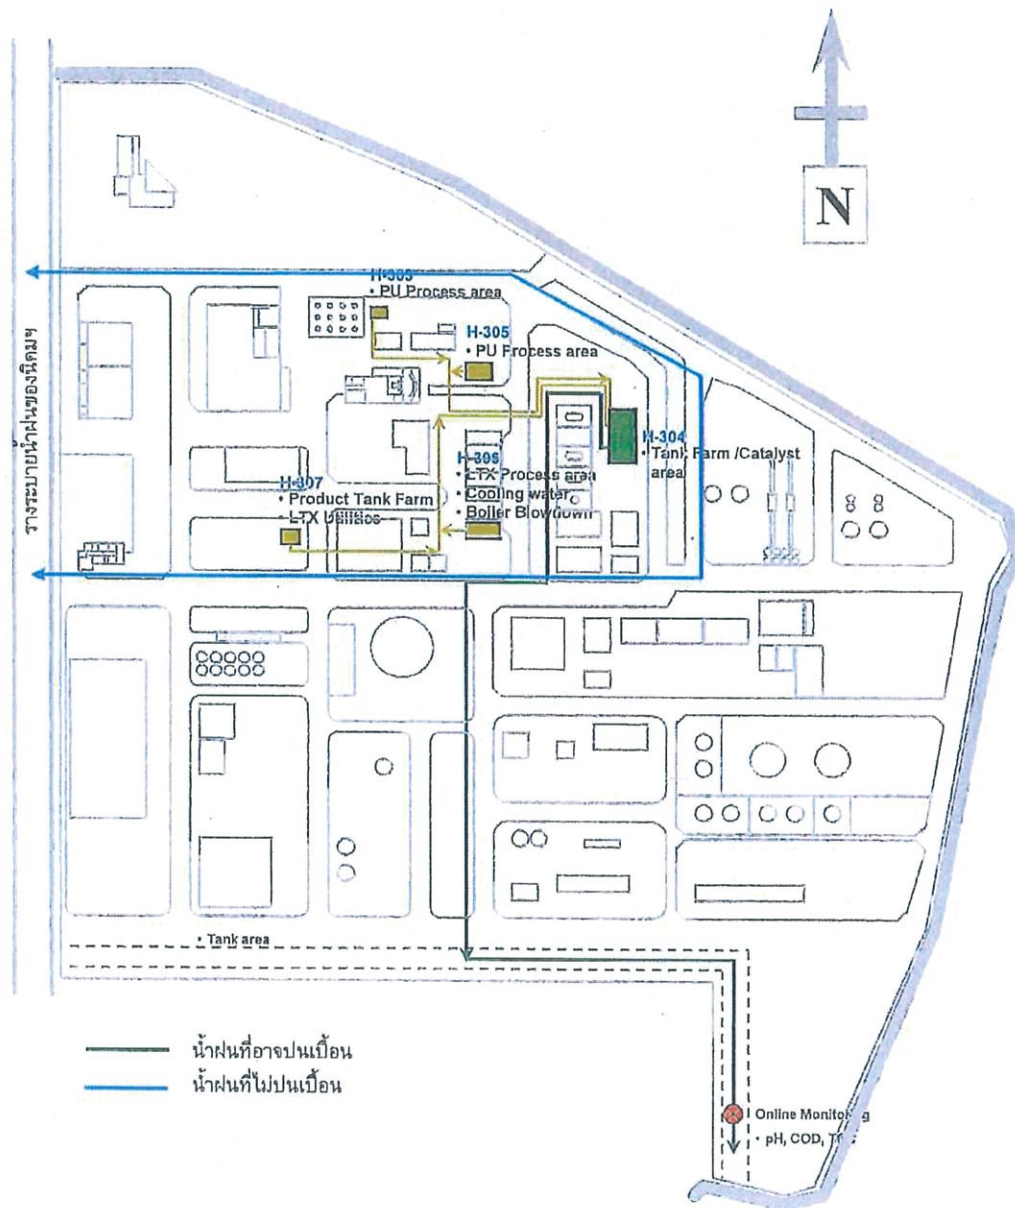 N
H-303
• PU Process area
H-305
• PU Process area
H-304
• Tank Farm /Catalyst
area
H-306
• LTX Process area
• Cooling water
• Boiler Blowdown
H-307
• Product Tank Farm
• LTX Utilities
รางระบายน้ำฝนของนิคมฯ
• Tank area
น้ำฝนที่อาจปนเปื้อน
น้ำฝนที่ไม่ปนเปื้อน
Online Monitoring
• pH, COD,